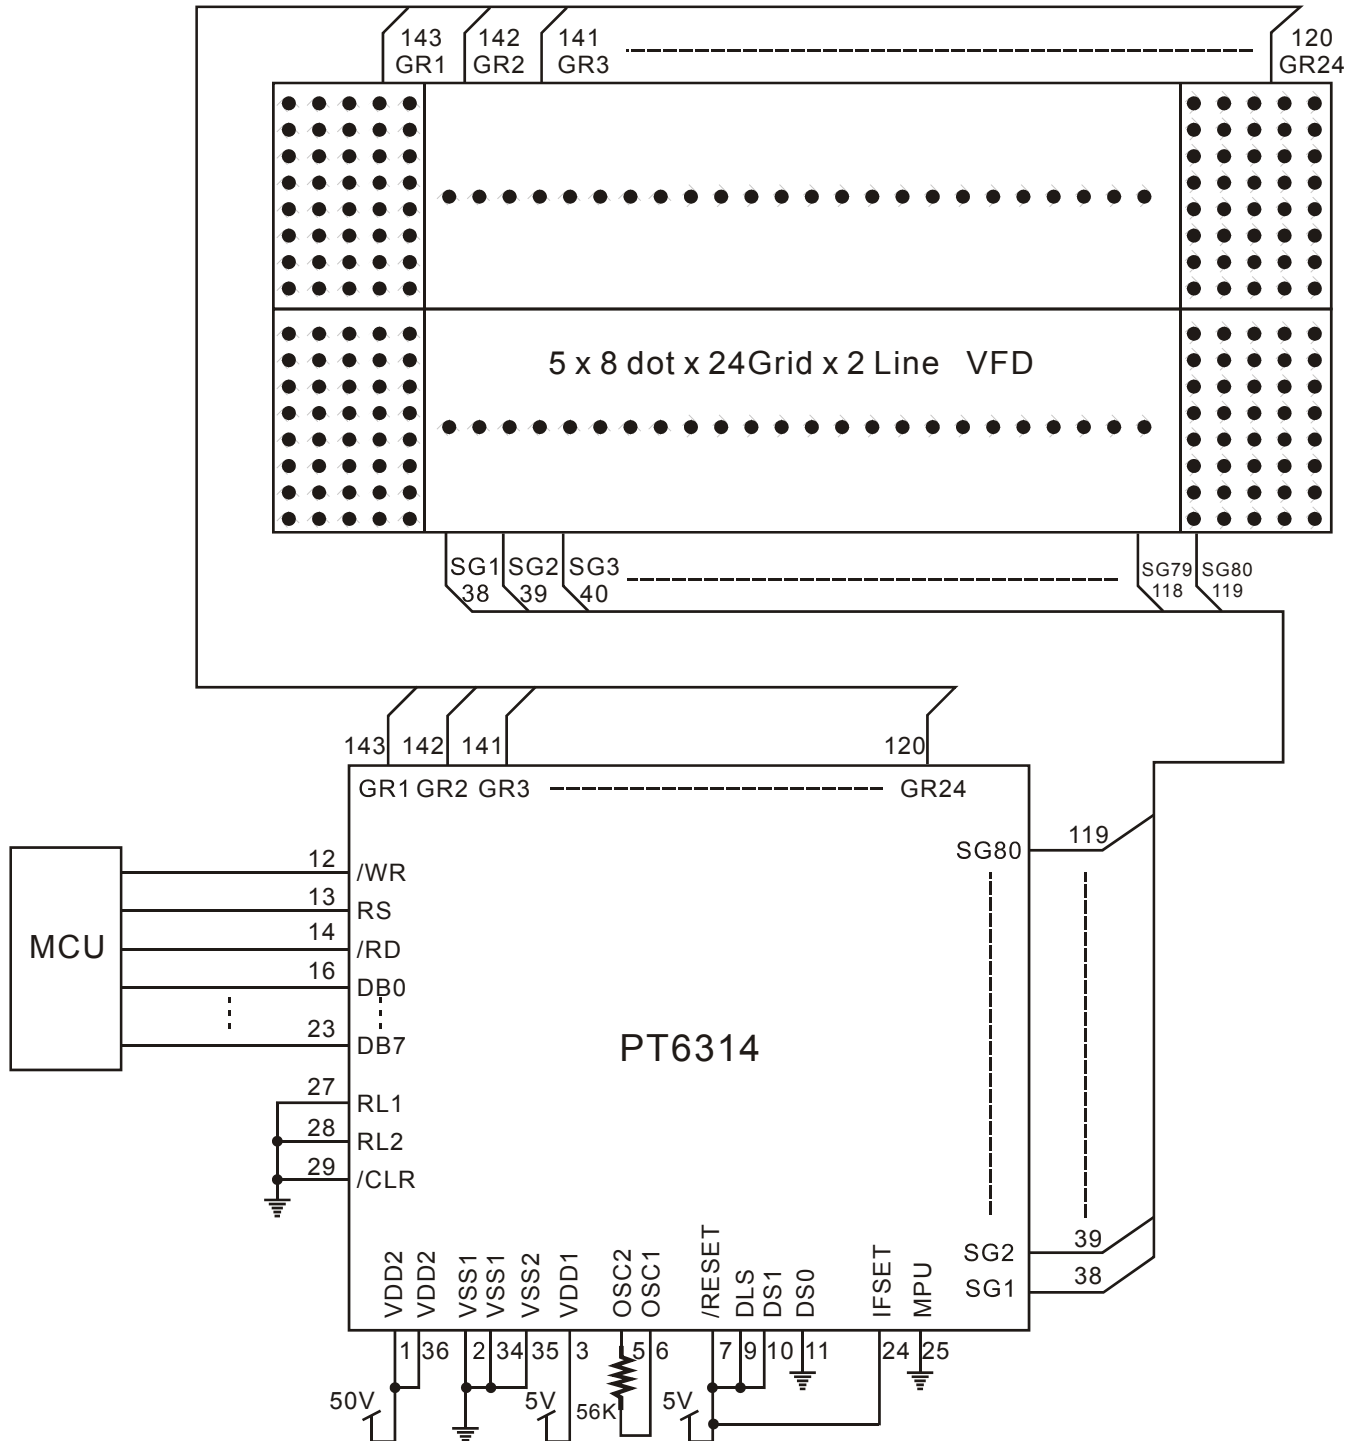 143 142 141 120
GR1 GR2 GR3 GR24
5 x 8 dot x 24Grid x 2 Line VFD
SG1 SG2 SG3 SG79 SG80
38 39 40 118 119
143 142 141 120
GR1 GR2 GR3 GR24
SG80 119
MCU
12 /WR
13 RS
14 /RD
16 DB0
23 DB7
PT6314
27 RL1
28 RL2
29 /CLR
SG2 39
SG1 38
VDD2 VDD2 VSS1 VSS1 VSS2 VDD1 OSC2 OSC1 /RESET DLS DS1 DS0 IFSET MPU
1 36 2 34 35 3 5 6 7 9 10 11 24 25
50V 5V 56K 5V